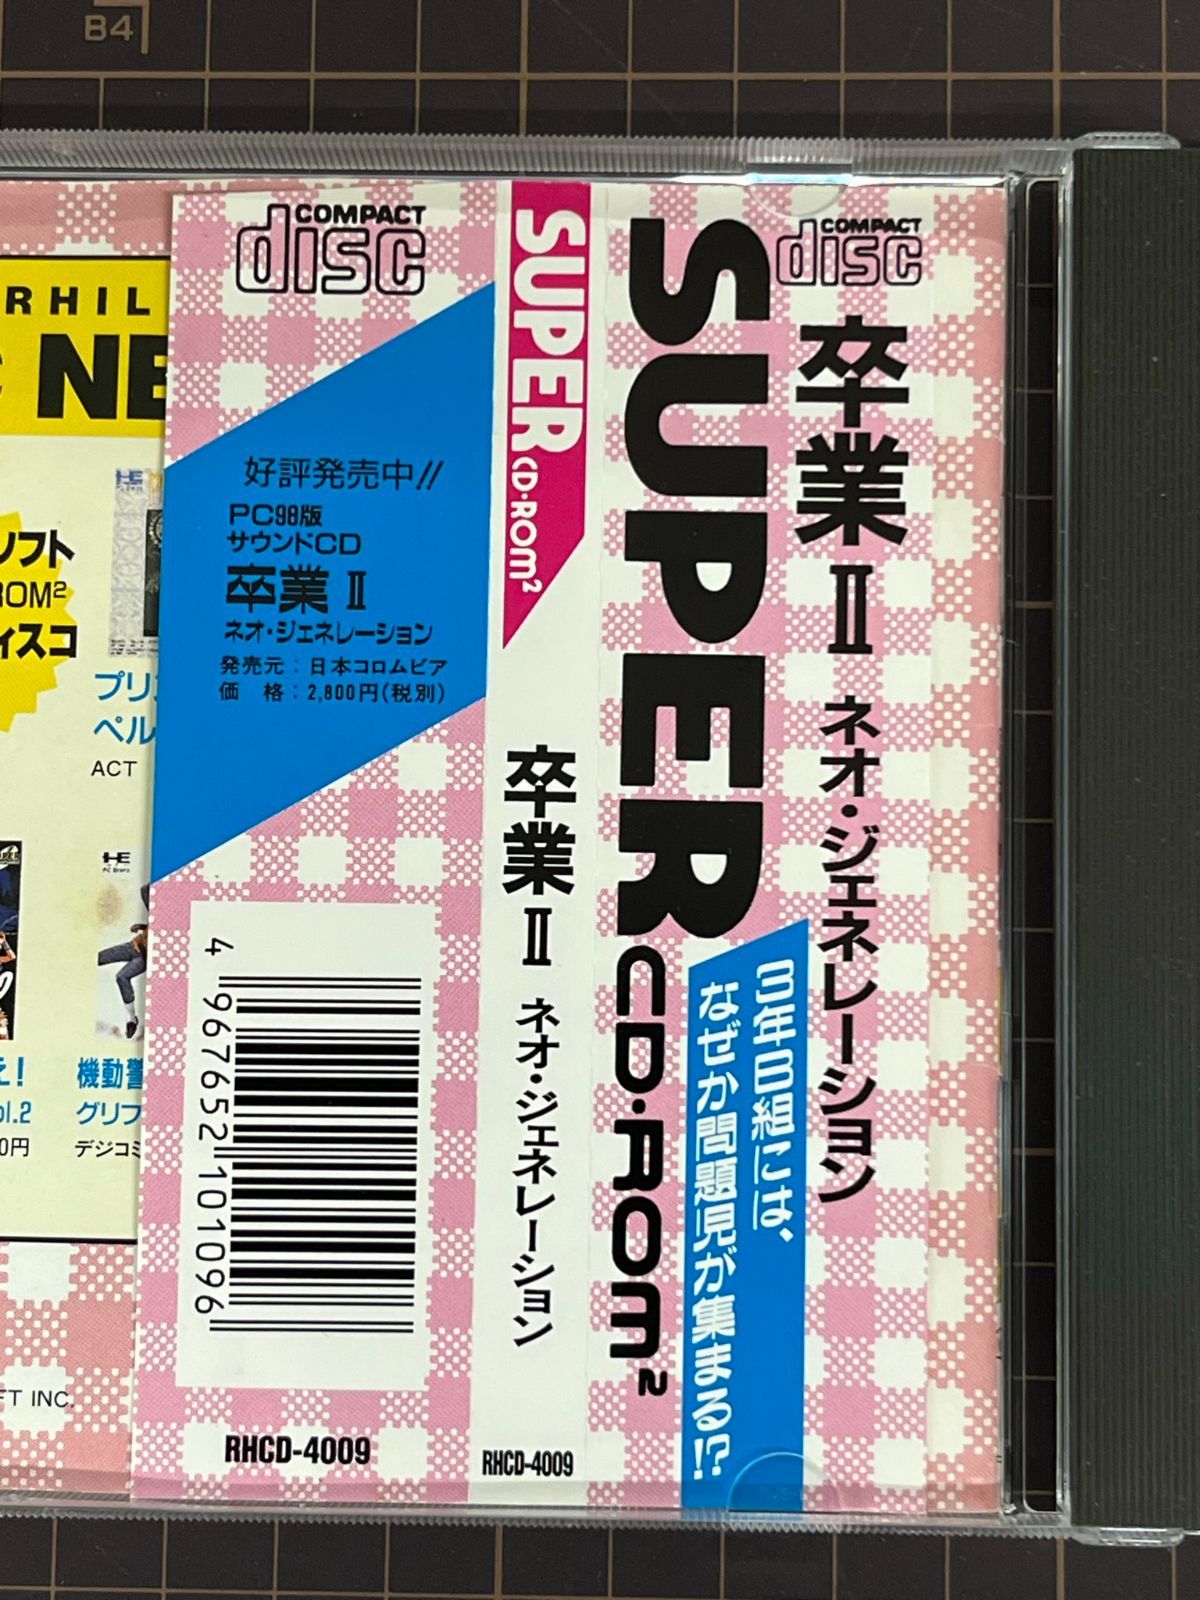 B4
RHIL
NE
ソフト
ROM²
ィスコ
プリ
ペル
ACT
HE
え!
ol.2
0円
HE
機動警
グリフ
デジコミ
FT INC.
COMPACT
disc
好評発売中!!
PC98版
サウンドCD
卒業 II
ネオ・ジェネレーション
発売元:日本コロムビア
価 格:2,800円(税別)
4 967652 101096
RHCD-4009
SUPER CD・ROM²
卒業 II ネオ・ジェネレーション
RHCD-4009
SUPER CD・ROM²
COMPACT
disc
卒業 II ネオ・ジェネレーション
3年B組には、
なぜか問題児が集まる!?